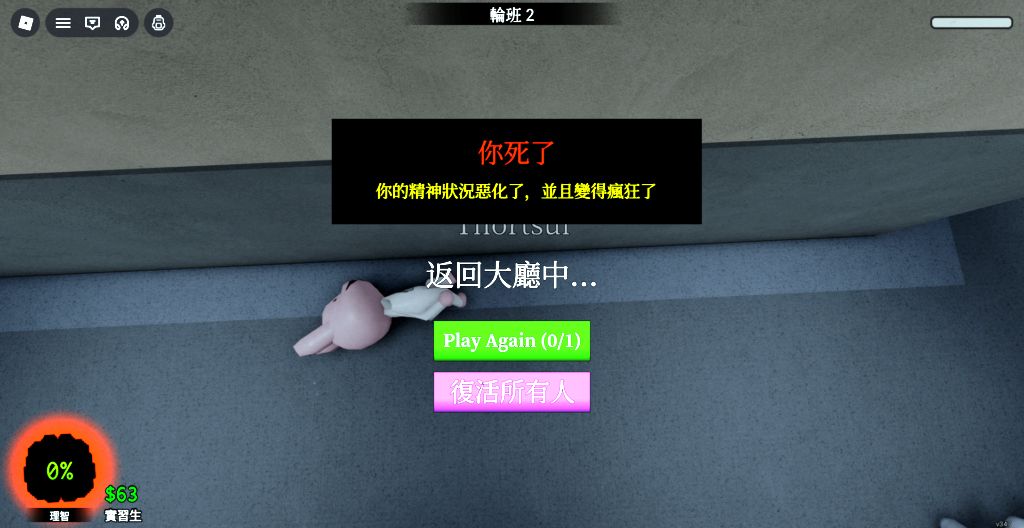 輪班 2
你死了
你的精神狀況惡化了，並且變得瘋狂了
返回大廳中...
Play Again (0/1)
復活所有人
0%
理智
$63
實習生
v34